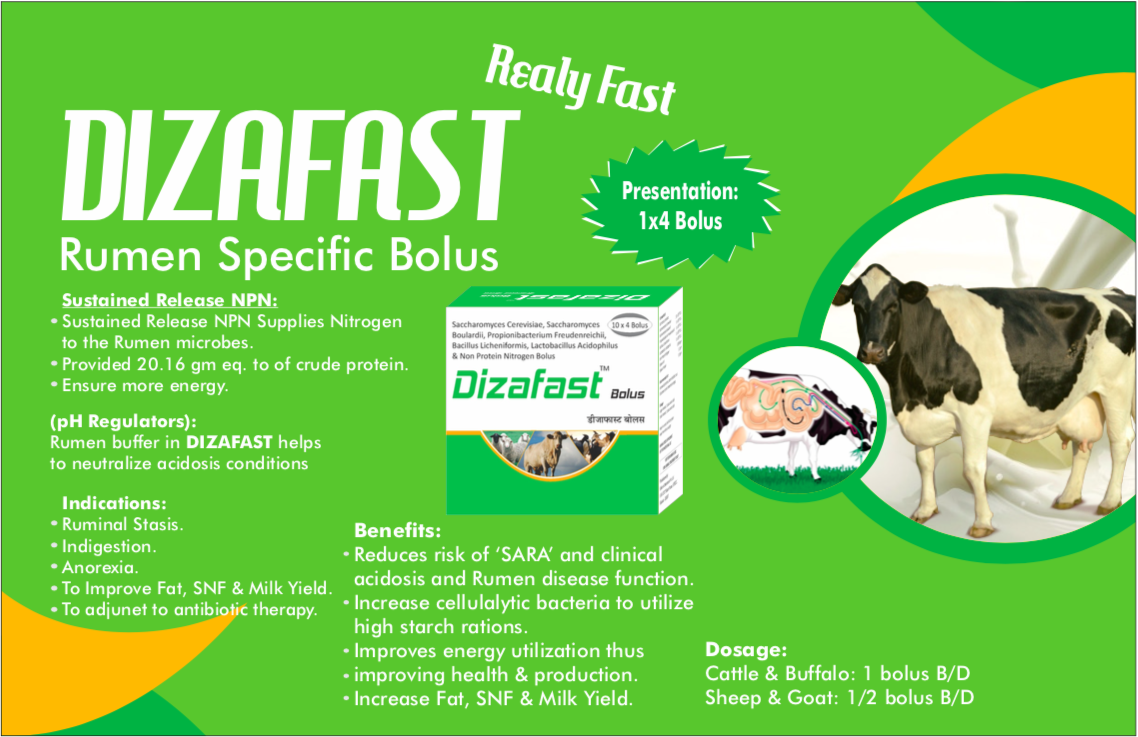 Realy Fast
DIZAFAST
Rumen Specific Bolus
Presentation:
1x4 Bolus
Sustained Release NPN:
• Sustained Release NPN Supplies Nitrogen
to the Rumen microbes.
• Provided 20.16 gm eq. to of crude protein.
• Ensure more energy.
(pH Regulators):
Rumen buffer in DIZAFAST helps
to neutralize acidosis conditions
Indications:
• Ruminal Stasis.
• Indigestion.
• Anorexia.
• To Improve Fat, SNF & Milk Yield.
• To adjunet to antibiotic therapy.
Dizafast Bolus
Saccharomyces Cerevisiae, Saccharomyces
Boulardii, Propionibacterium Freudenreichii,
Bacillus Licheniformis, Lactobacillus Acidophilus
& Non Protein Nitrogen Bolus
10 x 4 Bolus
Dizafast™ Bolus
डीजाफास्ट बोलस
Benefits:
• Reduces risk of ‘SARA’ and clinical
acidosis and Rumen disease function.
• Increase cellulalytic bacteria to utilize
high starch rations.
• Improves energy utilization thus
• improving health & production.
• Increase Fat, SNF & Milk Yield.
Dosage:
Cattle & Buffalo: 1 bolus B/D
Sheep & Goat: 1/2 bolus B/D